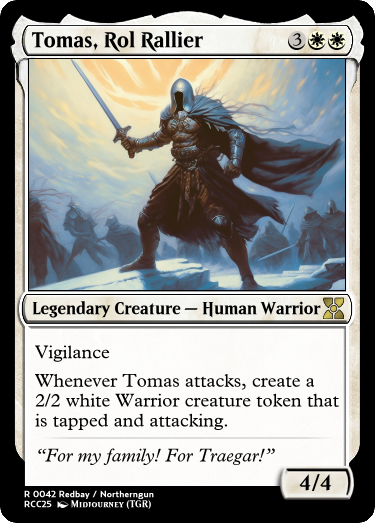 Tomas, Rol Rallier 3
Legendary Creature — Human Warrior
Vigilance
Whenever Tomas attacks, create a
2/2 white Warrior creature token that
is tapped and attacking.
“For my family! For Traegar!”
4/4
R 0042 Redbay / Northerngun
RCC25 Midjourney (TGR)